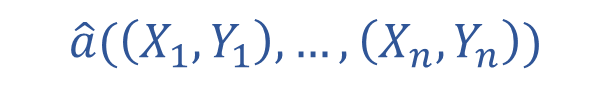 â((X₁, Y₁), … , (Xₙ, Yₙ))